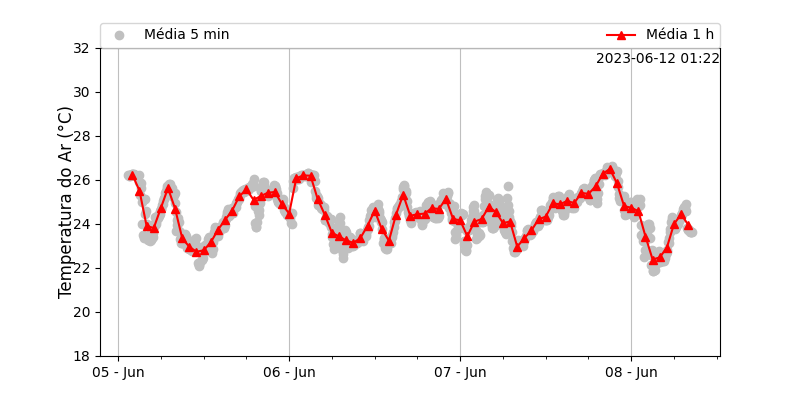 Média 5 min
Média 1 h
2023-06-12 01:22
Temperatura do Ar (°C)
32
30
28
26
24
22
20
18
05 - Jun
06 - Jun
07 - Jun
08 - Jun